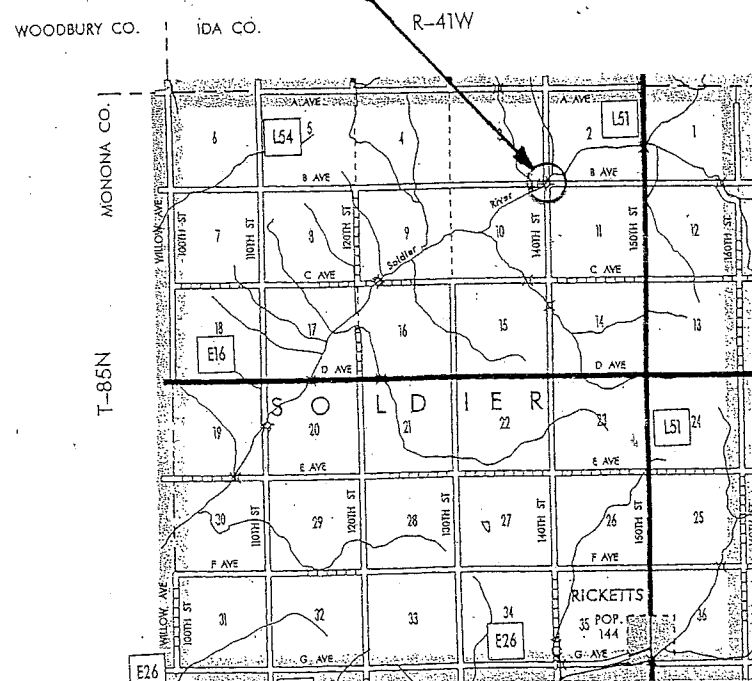 WOODBURY CO. IDA CO. R-41W
MONONA CO.
T-85N
A AVE A AVE
6 L54 5 4 3 2 L51 1
B AVE B AVE
WILLOW AVE 100TH ST 7 110TH ST 8 120TH ST 9 Soldier River 10 140TH ST 11 150TH ST 12 160TH ST
C AVE C AVE
18 17 16 15 14 13
E16
D AVE D AVE
SOLDIER
19 20 21 22 23 24
L51
E AVE E AVE
30 110TH ST 29 120TH ST 28 130TH ST 27 140TH ST 26 150TH ST 25
F AVE F AVE
WILLOW AVE 100TH ST 31 32 33 34 35 36
RICKETTS
POP. 144
E26
G AVE G AVE
E26